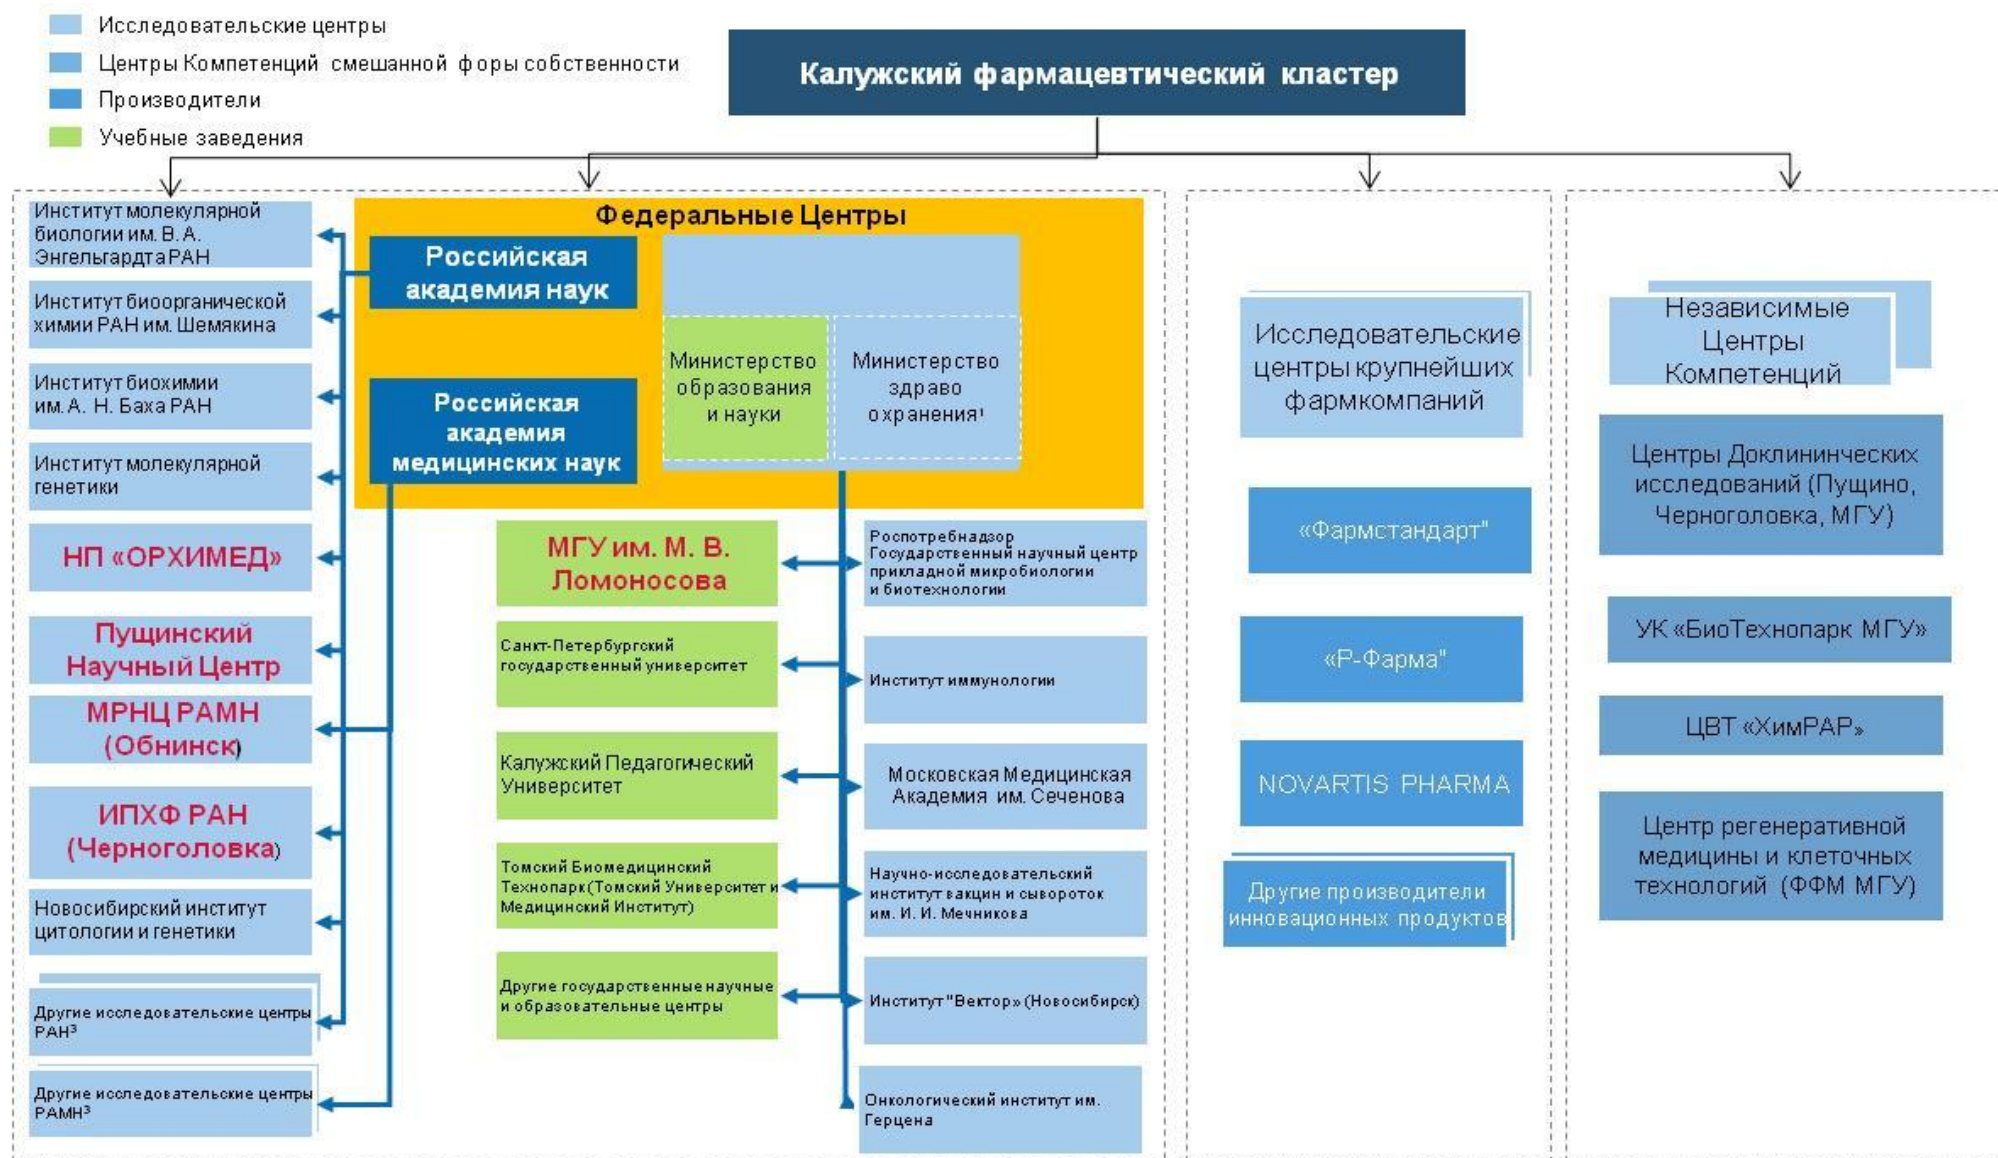 Исследовательские центры
Центры Компетенций смешанной форы собственности
Производители
Учебные заведения
Калужский фармацевтический кластер
Институт молекулярной
биологии им. В. А.
Энгельгардта РАН
Институт биоорганической
химии РАН им. Шемякина
Институт биохимии
им. А. Н. Баха РАН
Институт молекулярной
генетики
НП «ОРХИМЕД»
Пущинский
Научный Центр
МРНЦ РАМН
(Обнинск)
ИПХФ РАН
(Черноголовка)
Новосибирский институт
цитологии и генетики
Другие исследовательские центры
РАН³
Другие исследовательские центры
РАМН³
Федеральные Центры
Российская
академия наук
Российская
академия
медицинских наук
Министерство
образования
и науки
Министерство
здраво
охранения¹
МГУ им. М. В.
Ломоносова
Санкт-Петербургский
государственный университет
Калужский Педагогический
Университет
Томский Биомедицинский
Технопарк (Томский Университет и
Медицинский Институт)
Другие государственные научные
и образовательные центры
Роспотребнадзор
Государственный научный центр
прикладной микробиологии
и биотехнологии
Институт иммунологии
Московская Медицинская
Академия им. Сеченова
Научно-исследовательский
институт вакцин и сывороток
им. И. И. Мечникова
Институт "Вектор» (Новосибирск)
Онкологический институт им.
Герцена
Исследовательские
центры крупнейших
фармкомпаний
«Фармстандарт"
«Р-Фарма"
NOVARTIS PHARMA
Другие производители
инновационных продуктов
Независимые
Центры
Компетенций
Центры Доклининческих
исследований (Пущино,
Черноголовка, МГУ)
УК «БиоТехнопарк МГУ»
ЦВТ «ХимРАР»
Центр регенеративной
медицины и клеточных
технологий (ФФМ МГУ)